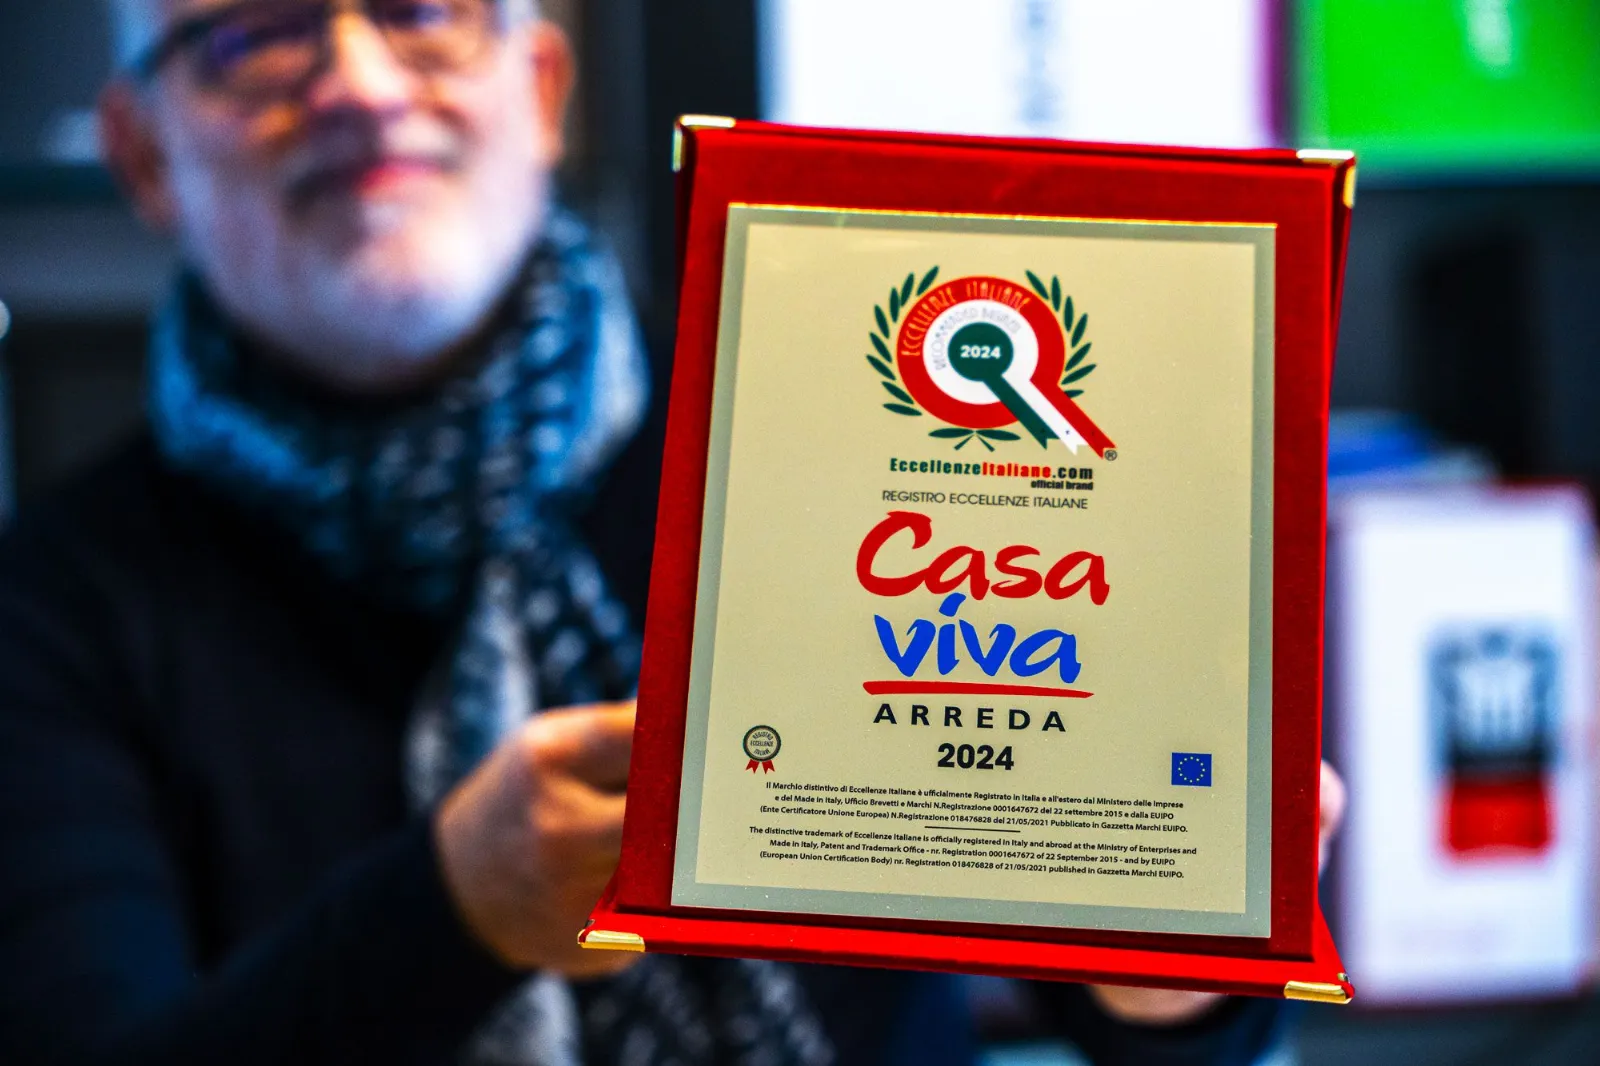 ECCELLENZE ITALIANE
2024
®
EccellenzeItaliane.com
official brand
REGISTRO ECCELLENZE ITALIANE
Casa
viva
ARREDA
2024
REGISTRO
ECCELLENZE
ITALIANE
Il Marchio distintivo di Eccellenze Italiane è ufficialmente Registrato in Italia e all'estero dal Ministero delle Imprese
e del Made in Italy, Ufficio Brevetti e Marchi N.Registrazione 0001647672 del 22 settembre 2015 e dalla EUIPO
(Ente Certificatore Unione Europea) N.Registrazione 018476828 del 21/05/2021 Pubblicato in Gazzetta Marchi EUIPO.
The distinctive trademark of Eccellenze Italiane is officially registered in Italy and abroad at the Ministry of Enterprises and
Made in Italy, Patent and Trademark Office - nr. Registration 0001647672 of 22 September 2015 - and by EUIPO
(European Union Certification Body) nr. Registration 018476828 of 21/05/2021 published in Gazzetta Marchi EUIPO.